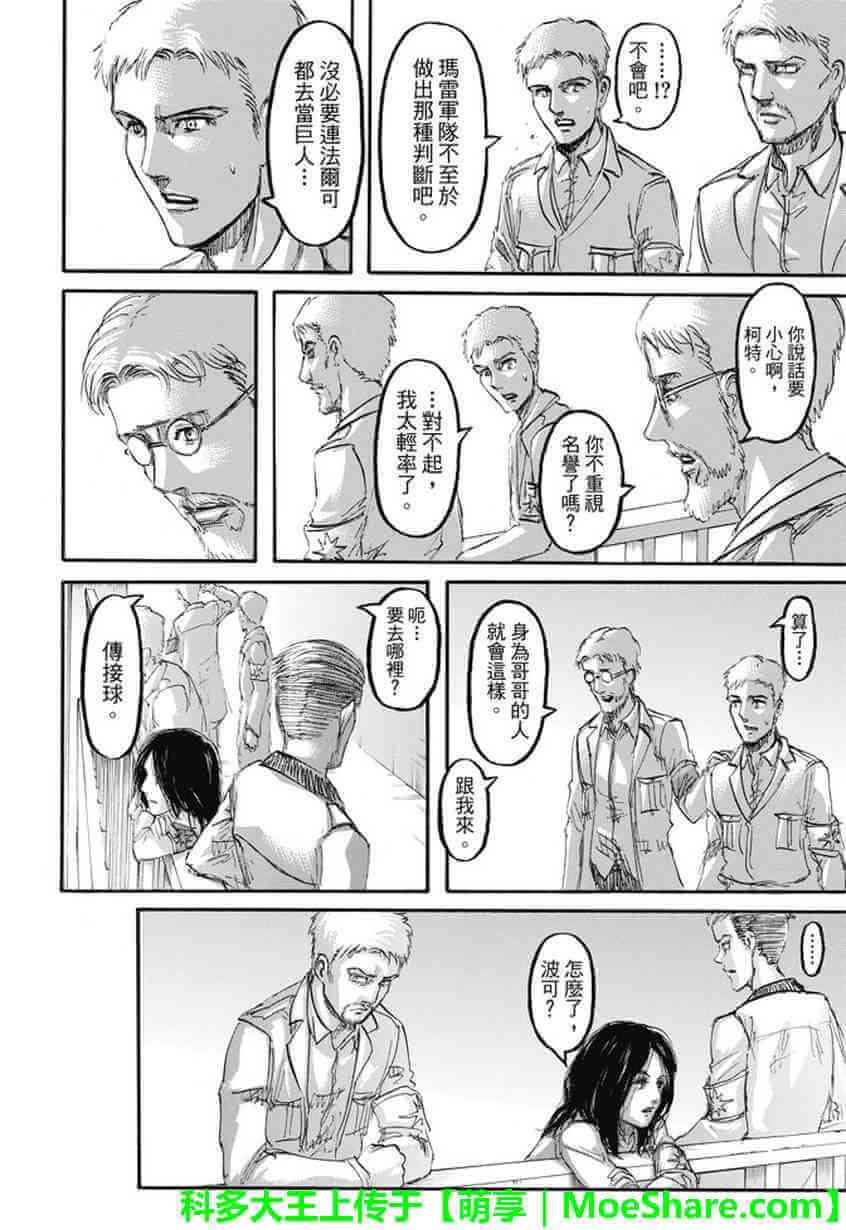 ……
不會吧。
!?
瑪雷軍隊不至於
做出那種判斷吧。
沒必要連法爾可
都去當巨人…
你說話要
小心啊，
柯特。
你不重視
名譽了嗎？
…對不起，
我太輕率了。
算了…
身為哥哥的人
就會這樣。
跟我來。
呃…
要去哪裡？
傳接球。
……
怎麼了，
波可？
科多大王上传于【萌享｜MoeShare.com】